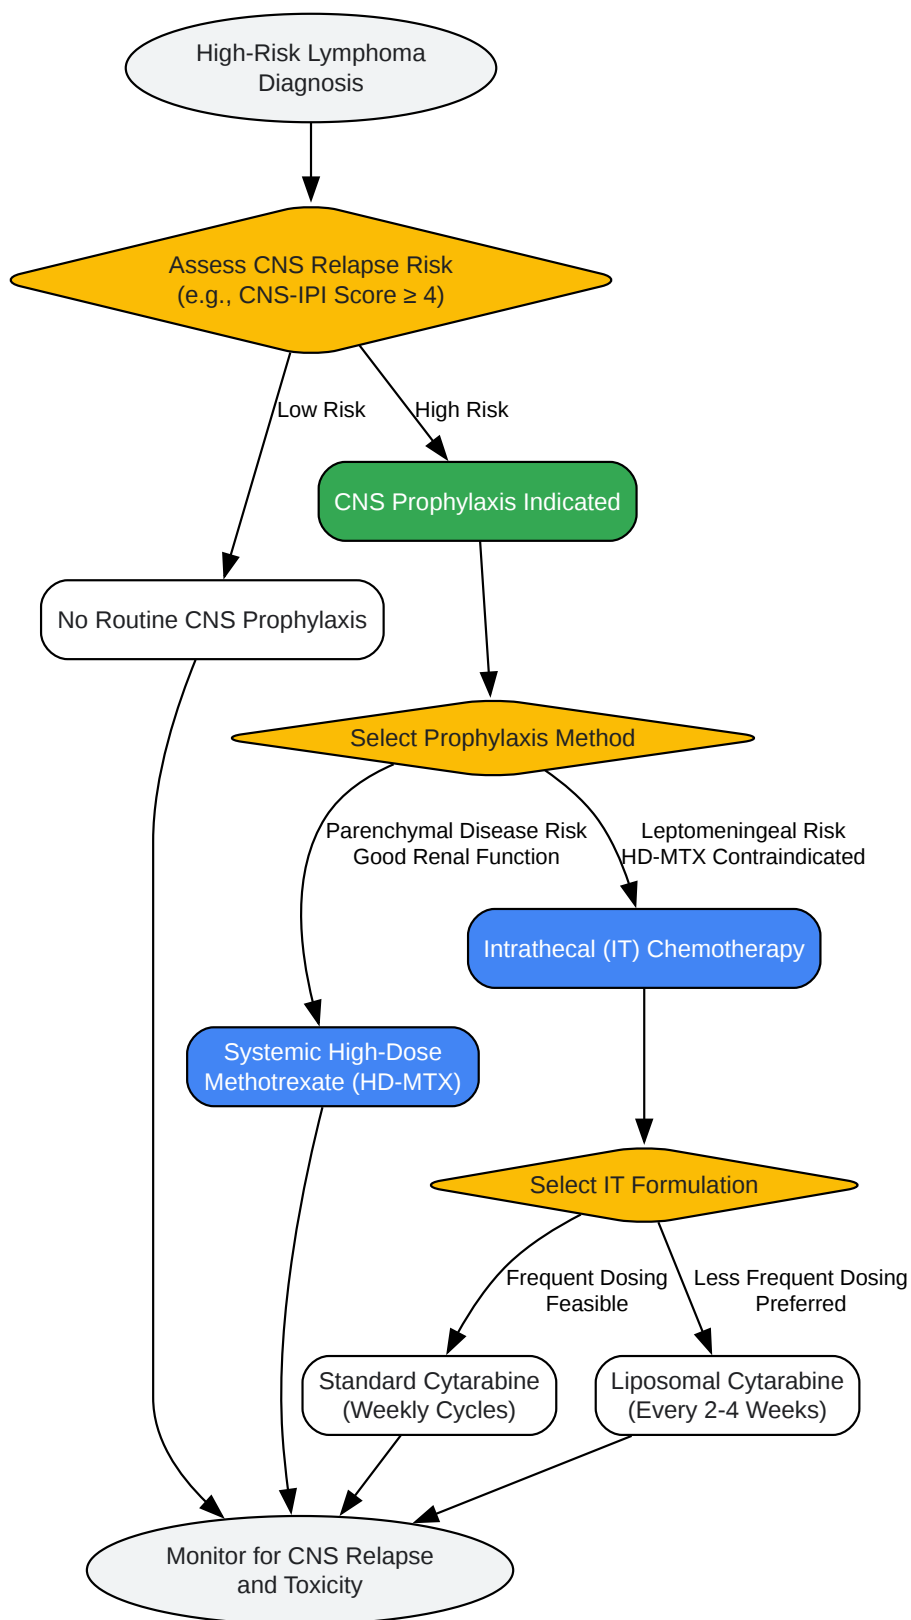 High-Risk Lymphoma
Diagnosis
Assess CNS Relapse Risk
(e.g., CNS-IPI Score ≥ 4)
Low Risk
High Risk
CNS Prophylaxis Indicated
No Routine CNS Prophylaxis
Select Prophylaxis Method
Parenchymal Disease Risk
Good Renal Function
Leptomeningeal Risk
HD-MTX Contraindicated
Intrathecal (IT) Chemotherapy
Systemic High-Dose
Methotrexate (HD-MTX)
Select IT Formulation
Frequent Dosing
Feasible
Less Frequent Dosing
Preferred
Standard Cytarabine
(Weekly Cycles)
Liposomal Cytarabine
(Every 2-4 Weeks)
Monitor for CNS Relapse
and Toxicity